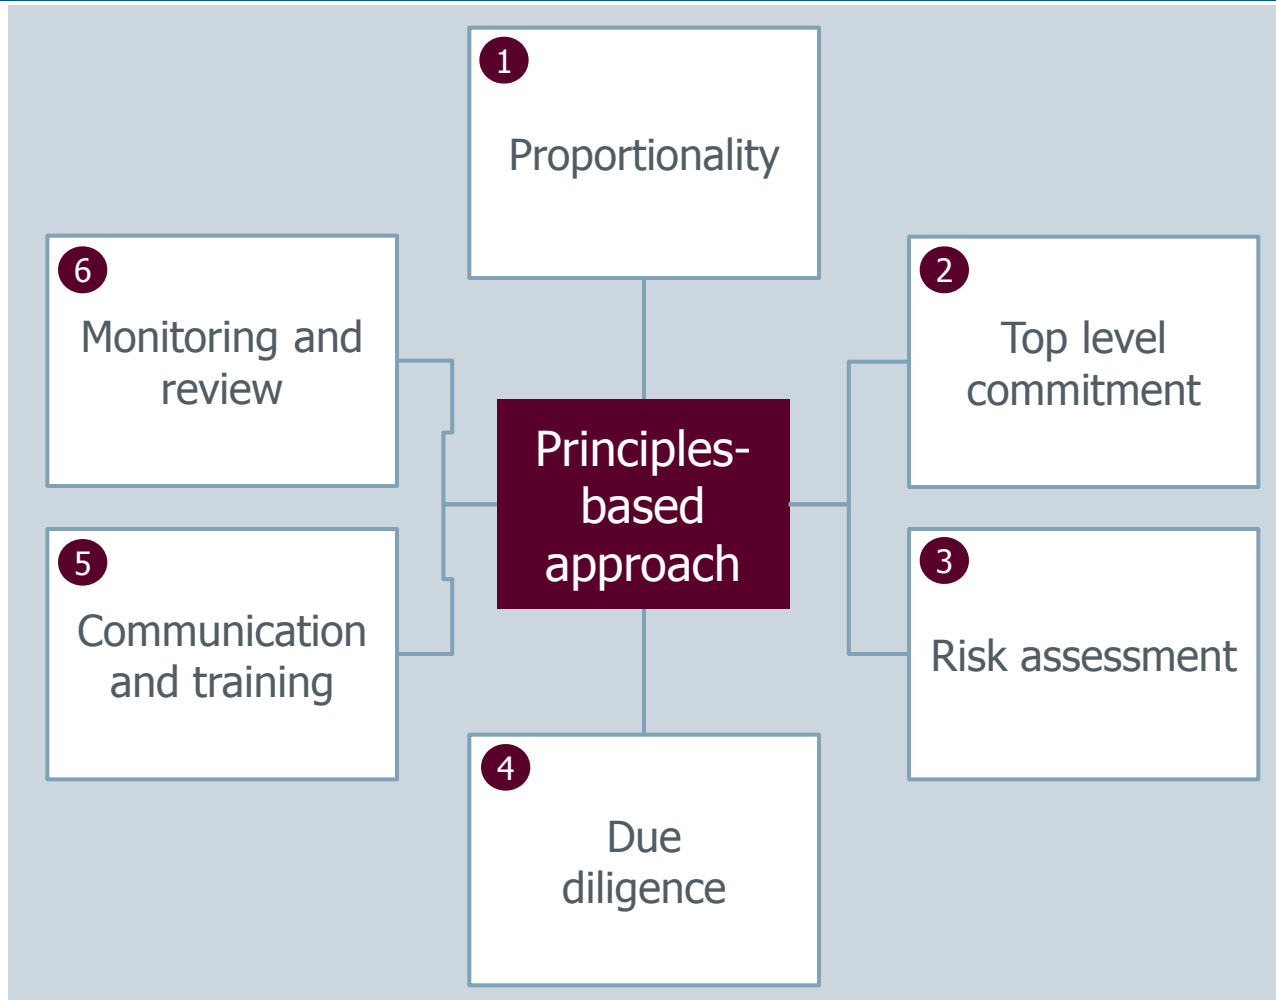 1
Proportionality
2
Top level
commitment
3
Risk assessment
4
Due
diligence
5
Communication
and training
6
Monitoring and
review
Principles-
based
approach